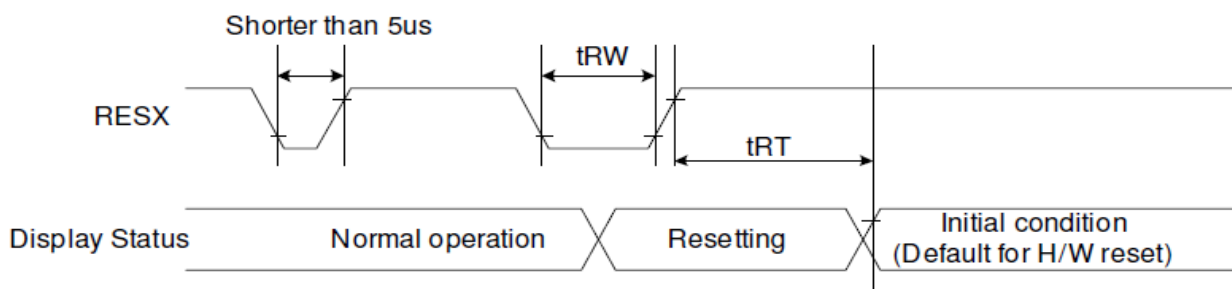 Shorter than 5us
tRW
RESX
tRT
Display Status
Normal operation
Resetting
Initial condition
(Default for H/W reset)